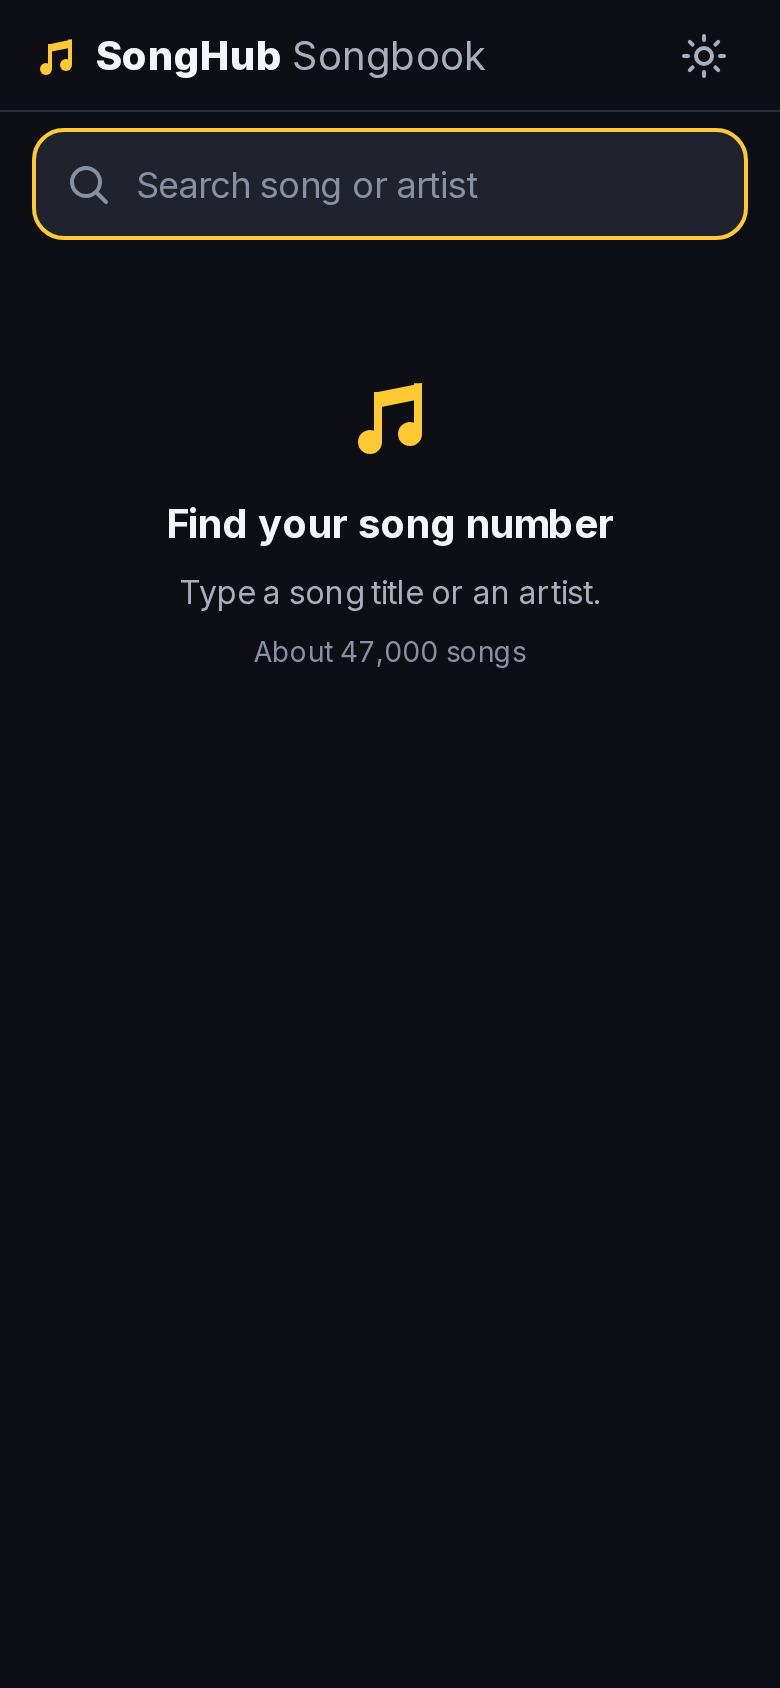 SongHub Songbook
Search song or artist
Find your song number
Type a song title or an artist.
About 47,000 songs